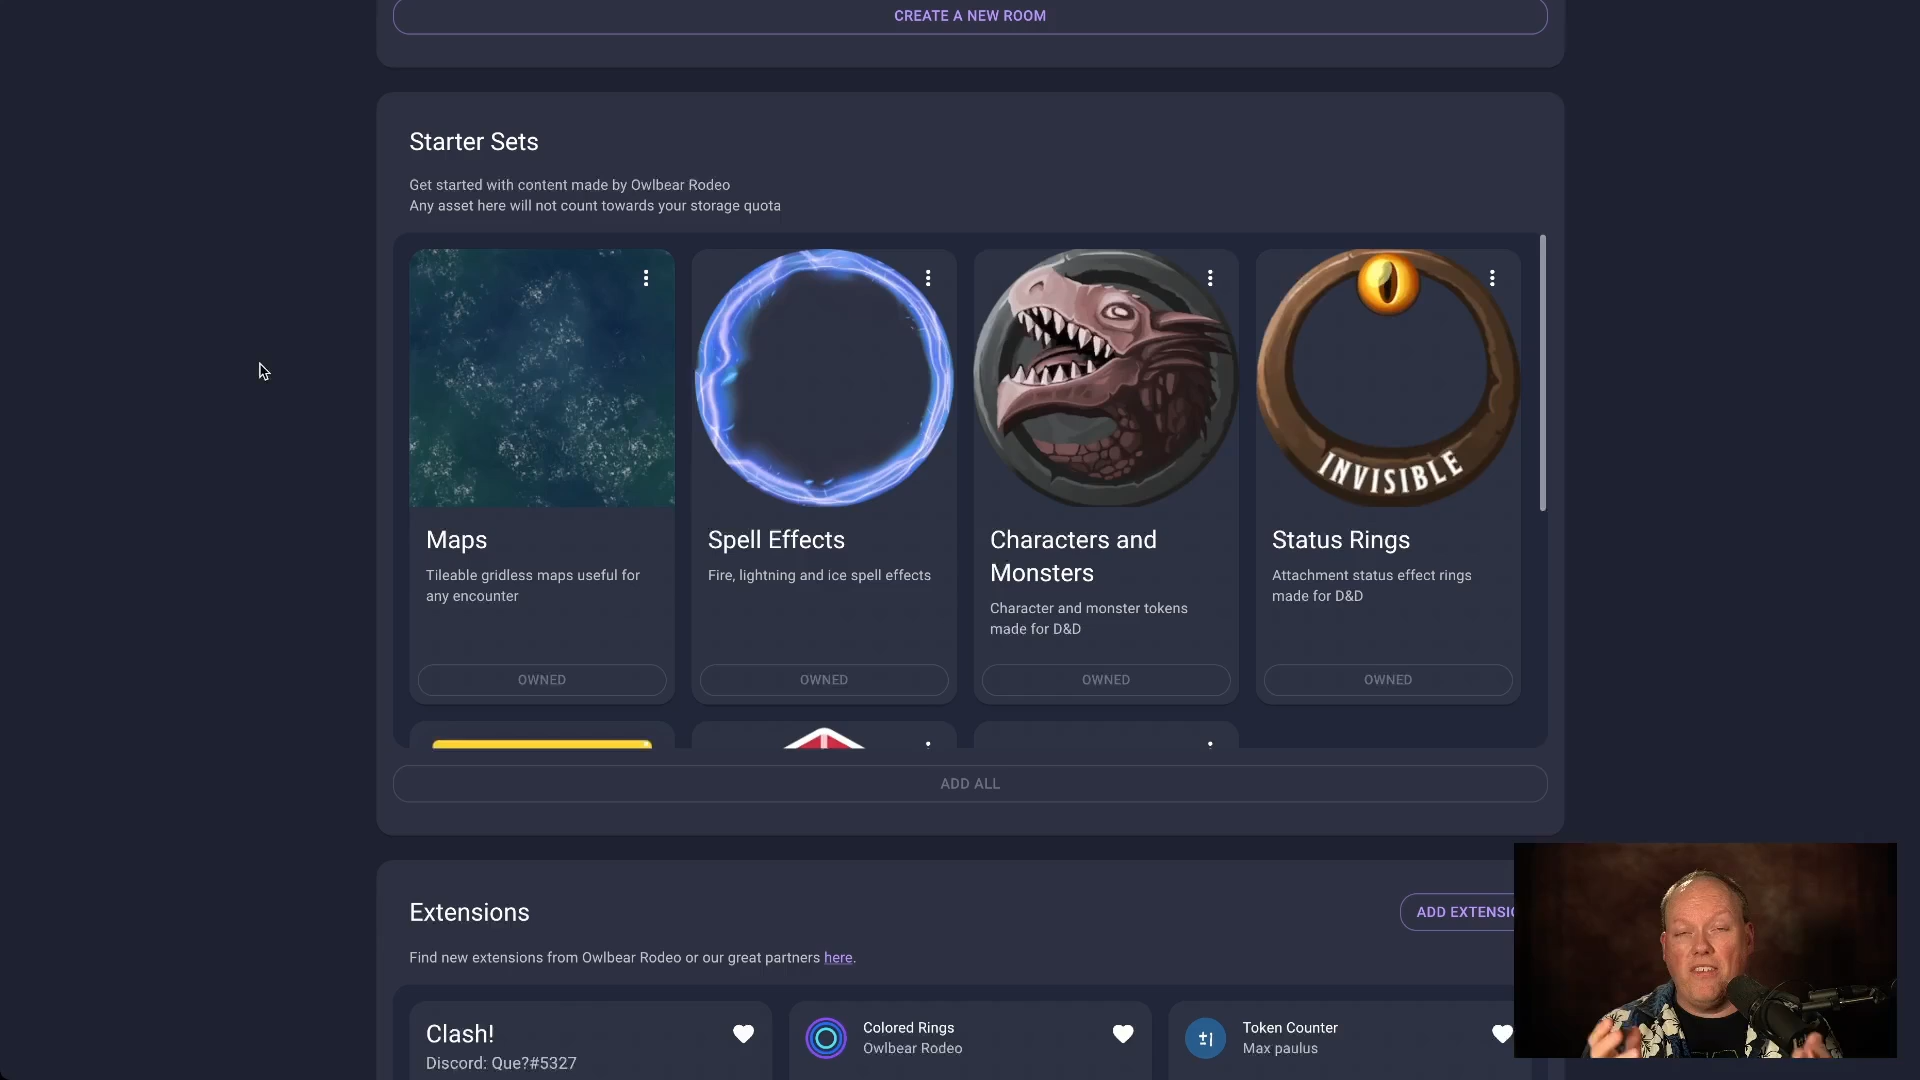 CREATE A NEW ROOM
Starter Sets
Get started with content made by Owlbear Rodeo
Any asset here will not count towards your storage quota
INVISIBLE
Maps
Tileable gridless maps useful for
any encounter
OWNED
Spell Effects
Fire, lightning and ice spell effects
OWNED
Characters and
Monsters
Character and monster tokens
made for D&D
OWNED
Status Rings
Attachment status effect rings
made for D&D
OWNED
ADD ALL
Extensions
ADD EXTENSIO
Find new extensions from Owlbear Rodeo or our great partners here.
Clash!
Discord: Que?#5327
Colored Rings
Owlbear Rodeo
Token Counter
Max paulus